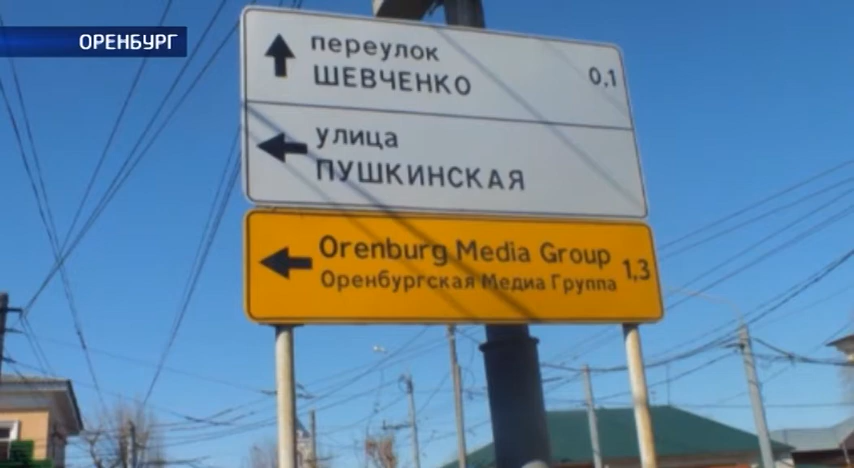 ОРЕНБУРГ
переулок
ШЕВЧЕНКО 0,1
улица
ПУШКИНСКАЯ
Orenburg Media Group
Оренбургская Медиа Группа 1,3